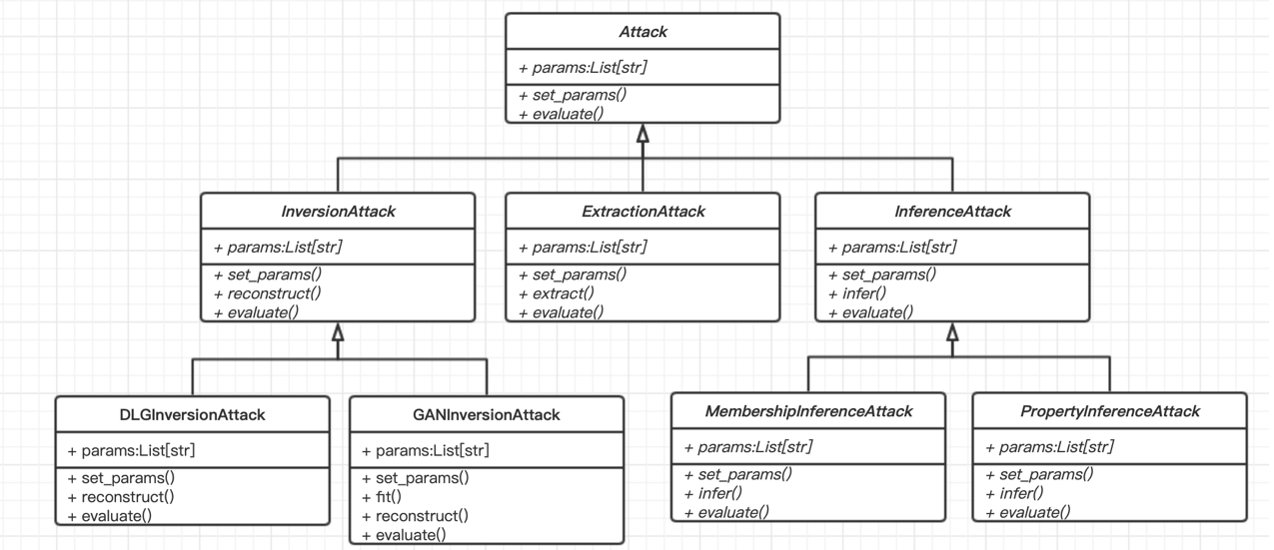 Attack
+ params:List[str]
+ set_params()
+ evaluate()
InversionAttack
+ params:List[str]
+ set_params()
+ reconstruct()
+ evaluate()
ExtractionAttack
+ params:List[str]
+ set_params()
+ extract()
+ evaluate()
InferenceAttack
+ params:List[str]
+ set_params()
+ infer()
+ evaluate()
DLGInversionAttack
+ params:List[str]
+ set_params()
+ reconstruct()
+ evaluate()
GANInversionAttack
+ params:List[str]
+ set_params()
+ fit()
+ reconstruct()
+ evaluate()
MembershipInferenceAttack
+ params:List[str]
+ set_params()
+ infer()
+ evaluate()
PropertyInferenceAttack
+ params:List[str]
+ set_params()
+ infer()
+ evaluate()